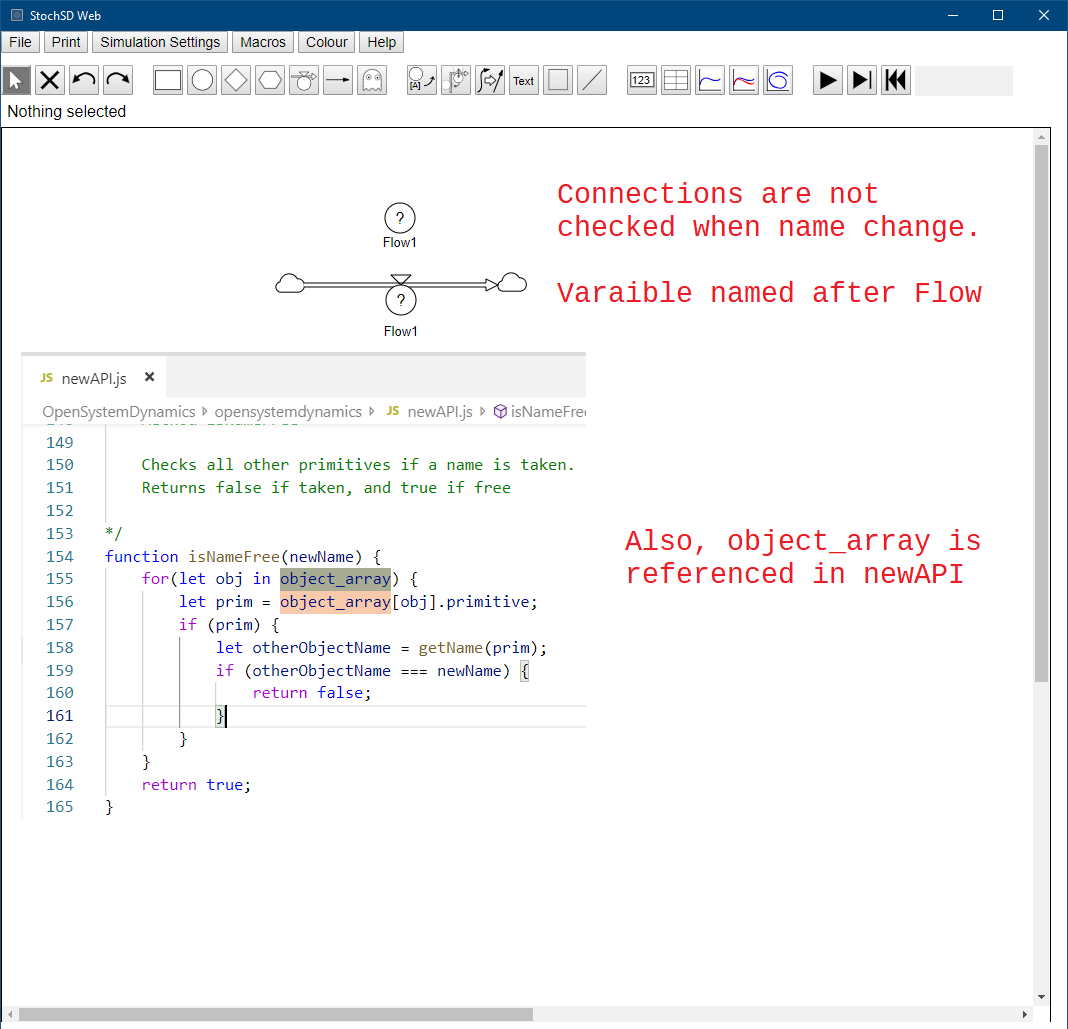 StochSD Web
File Print Simulation Settings Macros Colour Help
[A] Text 123
Nothing selected
Connections are not
checked when name change.
?
Flow1
Varaible named after Flow
?
Flow1
JS newAPI.js
OpenSystemDynamics opensystemdynamics JS newAPI.js isNameFree
149
150 Checks all other primitives if a name is taken.
151 Returns false if taken, and true if free
152
153 */
154 function isNameFree(newName) {
155 for(let obj in object_array) {
156 let prim = object_array[obj].primitive;
157 if (prim) {
158 let otherObjectName = getName(prim);
159 if (otherObjectName === newName) {
160 return false;
161 }
162 }
163 }
164 return true;
165 }
Also, object_array is
referenced in newAPI